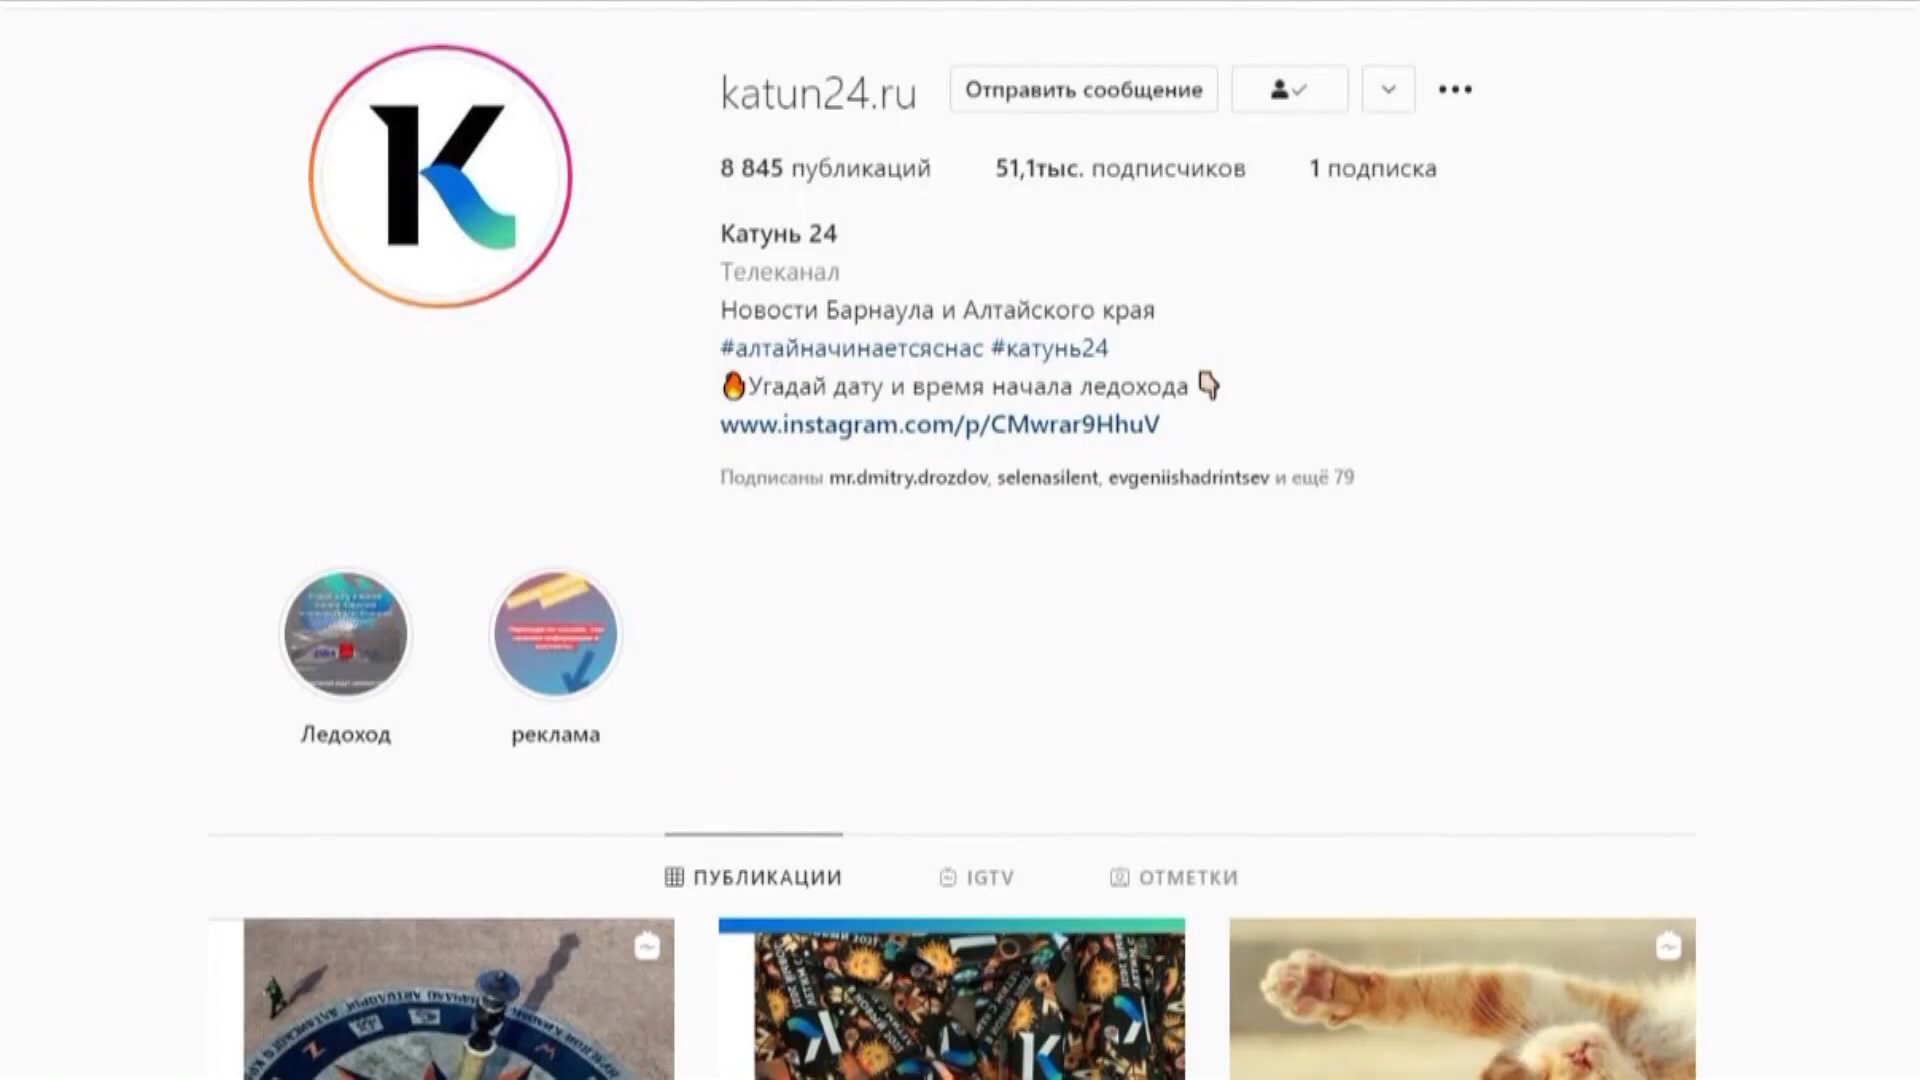 katun24.ru
Отправить сообщение
8 845 публикаций 51,1тыс. подписчиков 1 подписка
Катунь 24
Телеканал
Новости Барнаула и Алтайского края
#алтайначинаетсяснас #катунь24
🔥Угадай дату и время начала ледохода 👇
www.instagram.com/p/CMwrar9HhuV
Подписаны mr.dmitry.drozdov, selenasilent, evgeniishadrintsev и ещё 79
Ледоход реклама
ПУБЛИКАЦИИ IGTV ОТМЕТКИ